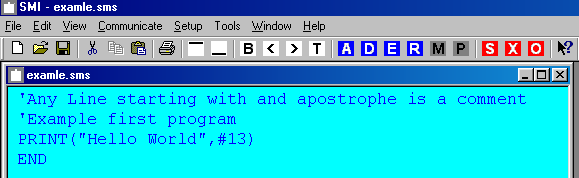 SMI - examle.sms
File Edit View Communicate Setup Tools Window Help
B < > T A D E R M P S X O ?
examle.sms
'Any Line starting with and apostrophe is a comment
'Example first program
PRINT("Hello World",#13)
END